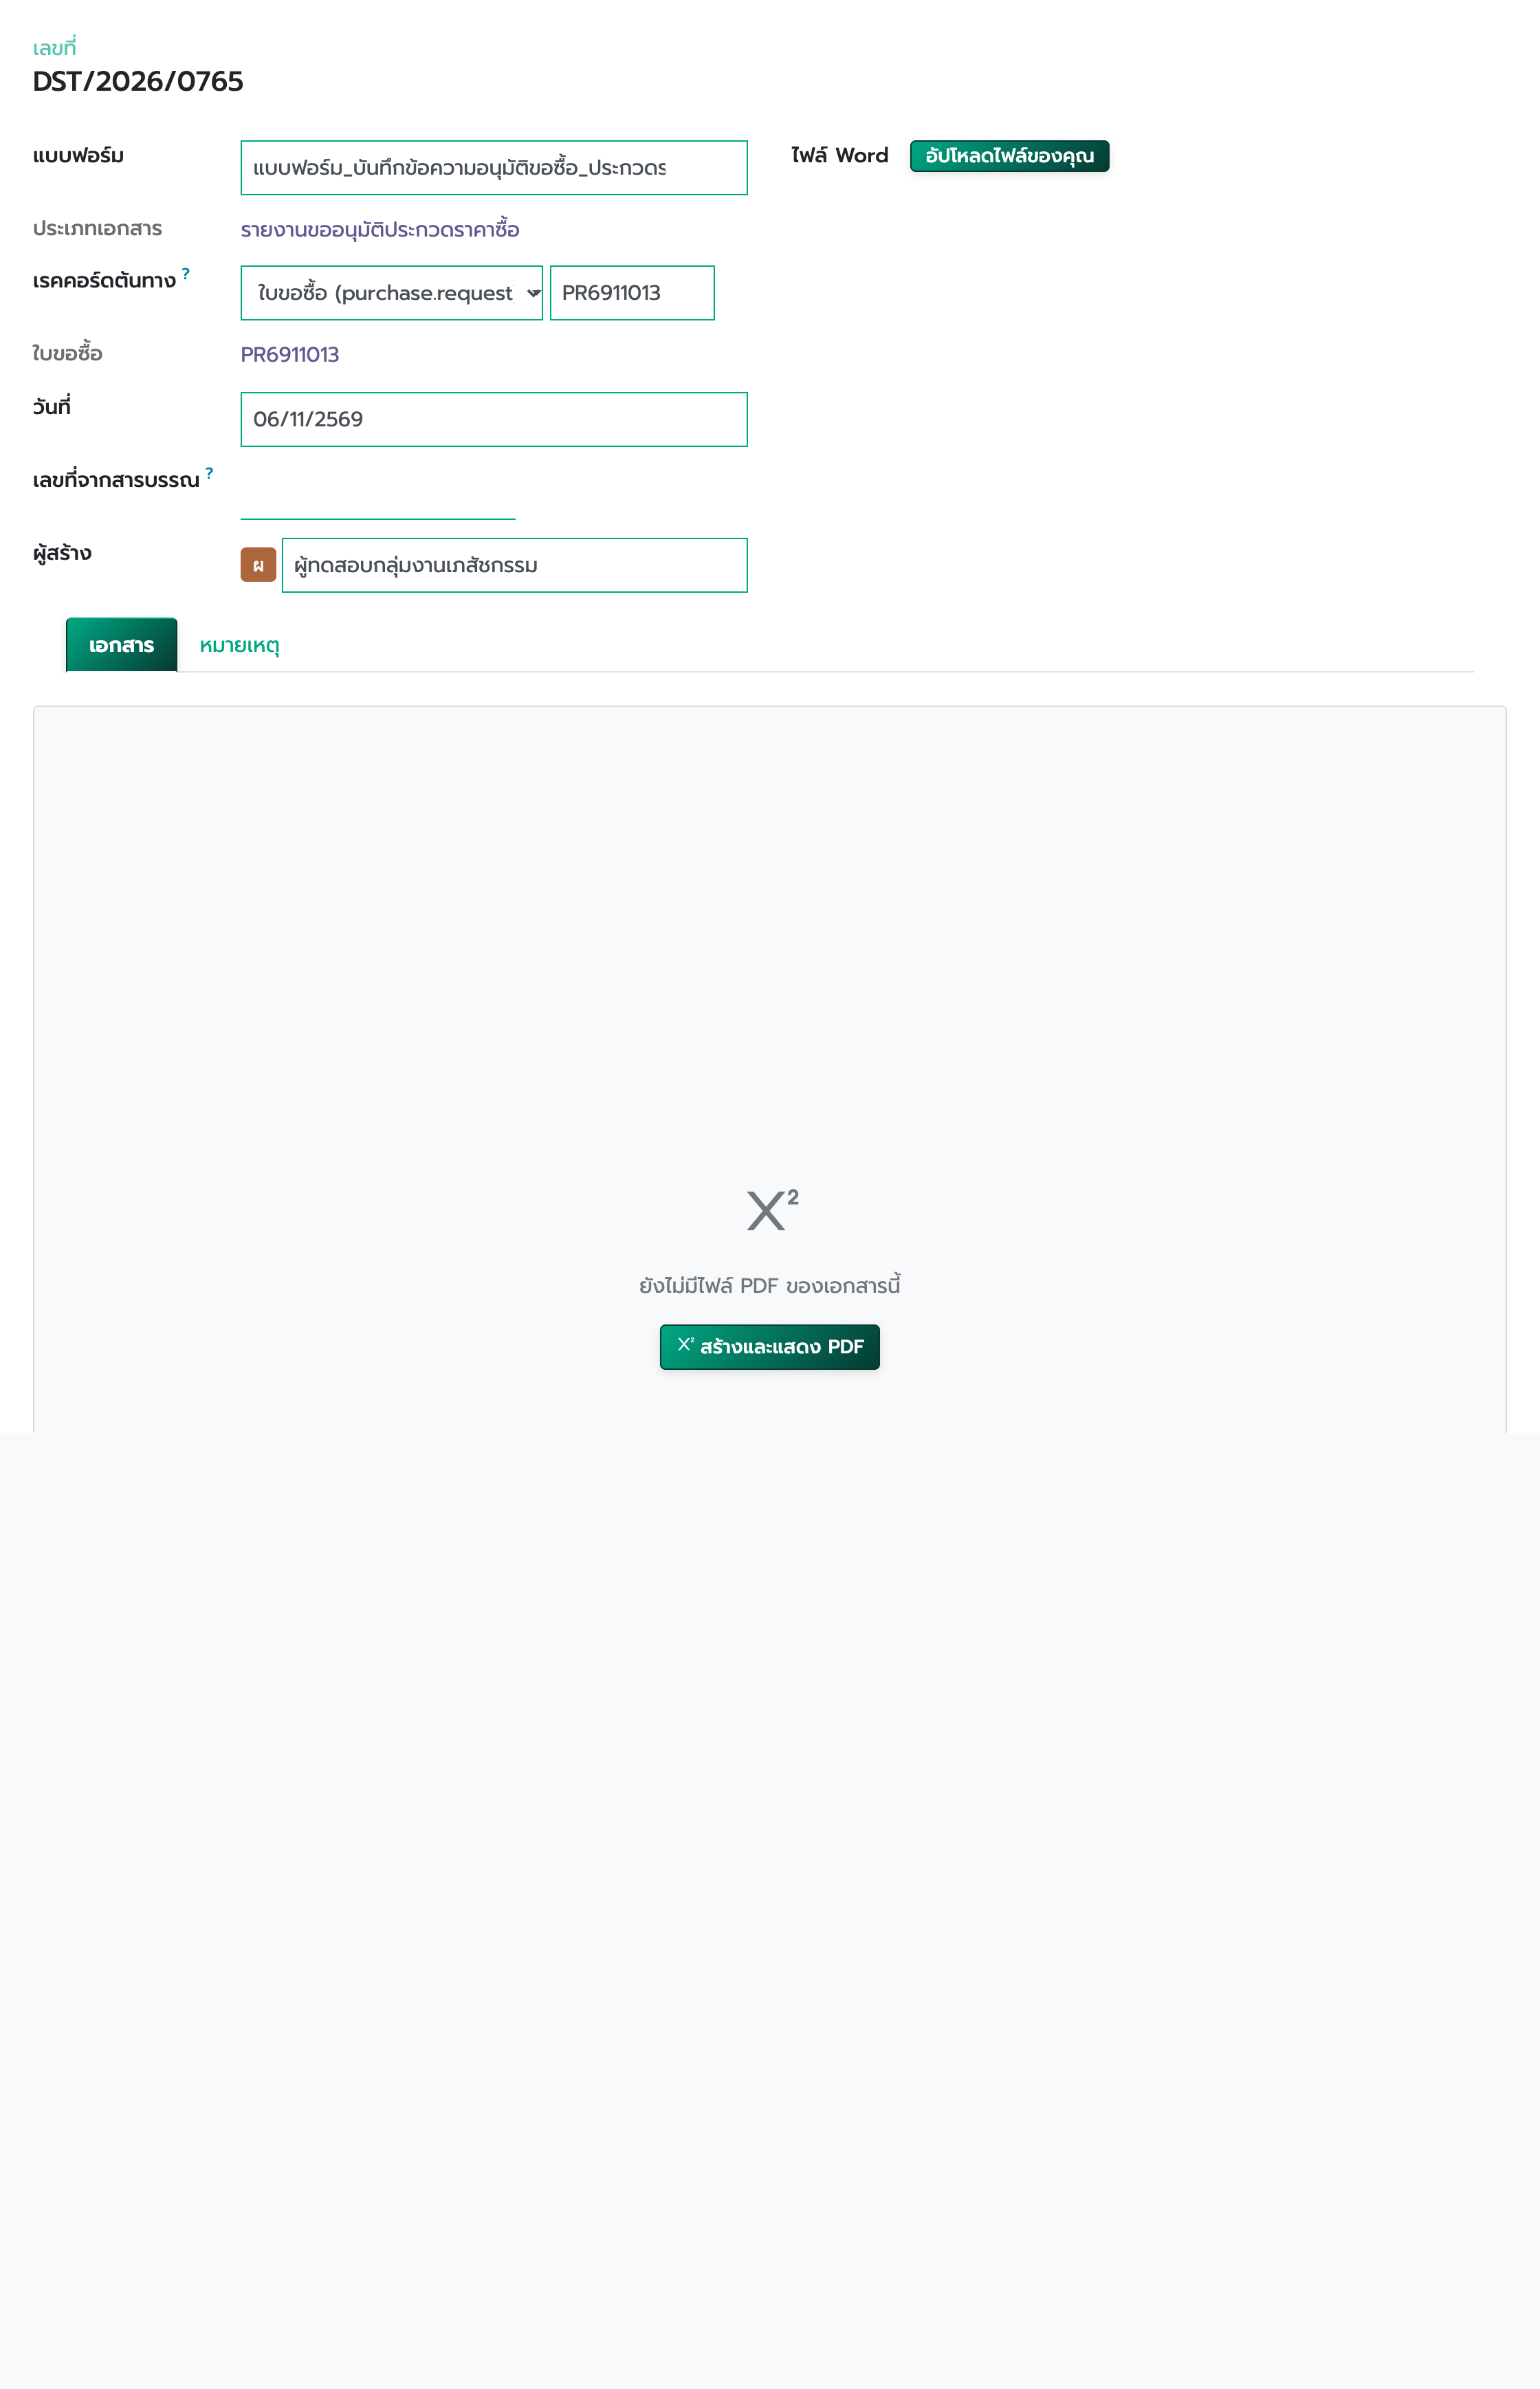 เลขที่
DST/2026/0765
แบบฟอร์ม
แบบฟอร์ม_บันทึกข้อความอนุมัติขอซื้อ_ประกวดร
ไฟล์ Word
อัปโหลดไฟล์ของคุณ
ประเภทเอกสาร
รายงานขออนุมัติประกวดราคาซื้อ
เรคคอร์ดต้นทาง ?
ใบขอซื้อ (purchase.request)
PR6911013
ใบขอซื้อ
PR6911013
วันที่
06/11/2569
เลขที่จากสารบรรณ ?
ผู้สร้าง
ผ
ผู้ทดสอบกลุ่มงานเภสัชกรรม
เอกสาร
หมายเหตุ
X²
ยังไม่มีไฟล์ PDF ของเอกสารนี้
X² สร้างและแสดง PDF